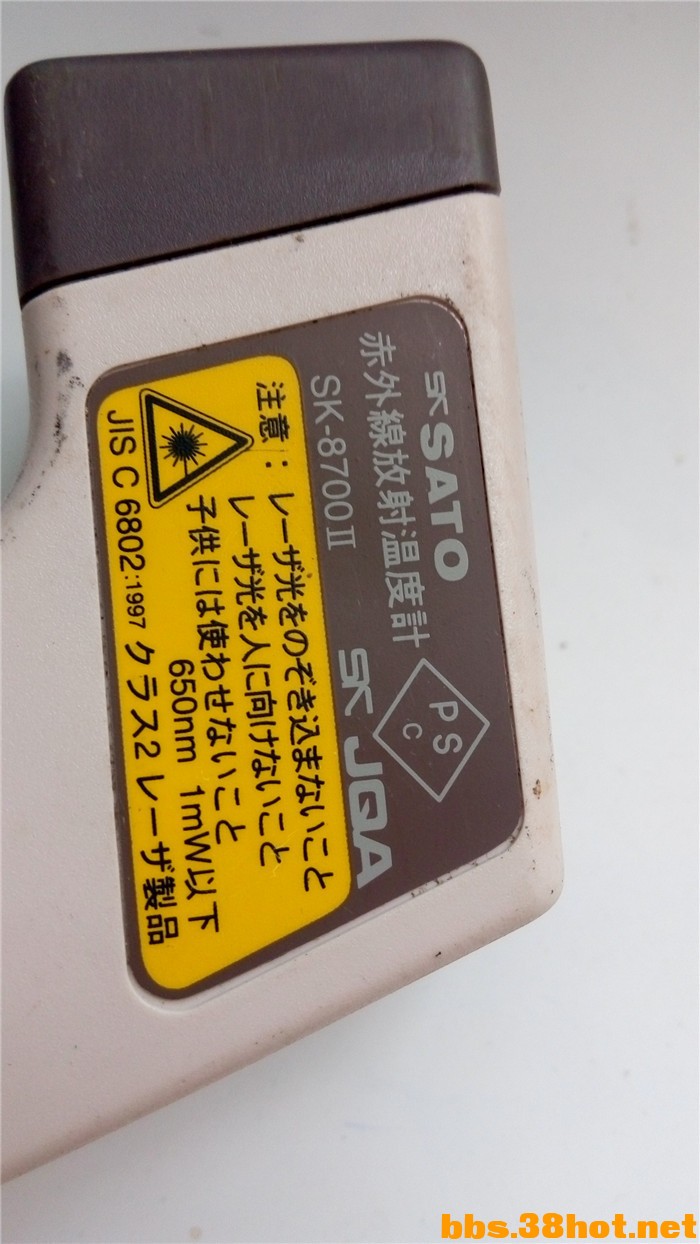 SK SATO
赤外線放射温度計
SK-8700Ⅱ
PS
C
SK JQA
注意：レーザ光をのぞき込まないこと
レーザ光を人に向けないこと
子供には使わせないこと
650nm 1mW以下
JIS C 6802:1997 クラス2 レーザ製品
bbs.38hot.net